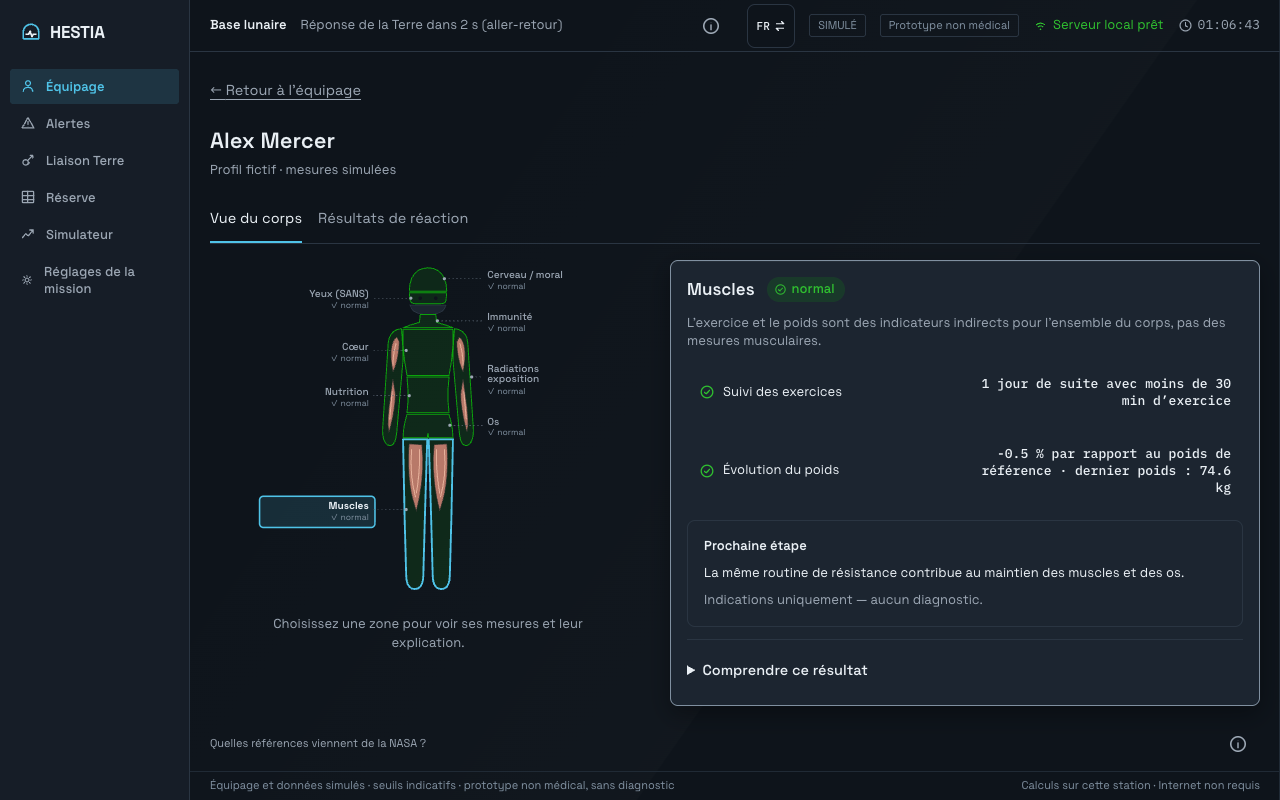 HESTIA
Base lunaire
Réponse de la Terre dans 2 s (aller-retour)
FR
SIMULÉ
Prototype non médical
Serveur local prêt
01:06:43
Équipage
Alertes
Liaison Terre
Réserve
Simulateur
Réglages de la
mission
← Retour à l'équipage
Alex Mercer
Profil fictif · mesures simulées
Vue du corps
Résultats de réaction
Cerveau / moral
✓ normal
Yeux (SANS)
✓ normal
Immunité
✓ normal
Cœur
✓ normal
Radiations
exposition
✓ normal
Nutrition
✓ normal
Os
✓ normal
Muscles
✓ normal
Choisissez une zone pour voir ses mesures et leur
explication.
Muscles
normal
L'exercice et le poids sont des indicateurs indirects pour l'ensemble du corps, pas des
mesures musculaires.
Suivi des exercices
1 jour de suite avec moins de 30
min d'exercice
Évolution du poids
-0.5 % par rapport au poids de
référence · dernier poids : 74.6
kg
Prochaine étape
La même routine de résistance contribue au maintien des muscles et des os.
Indications uniquement — aucun diagnostic.
▶ Comprendre ce résultat
Quelles références viennent de la NASA ?
Équipage et données simulés · seuils indicatifs · prototype non médical, sans diagnostic
Calculs sur cette station · Internet non requis